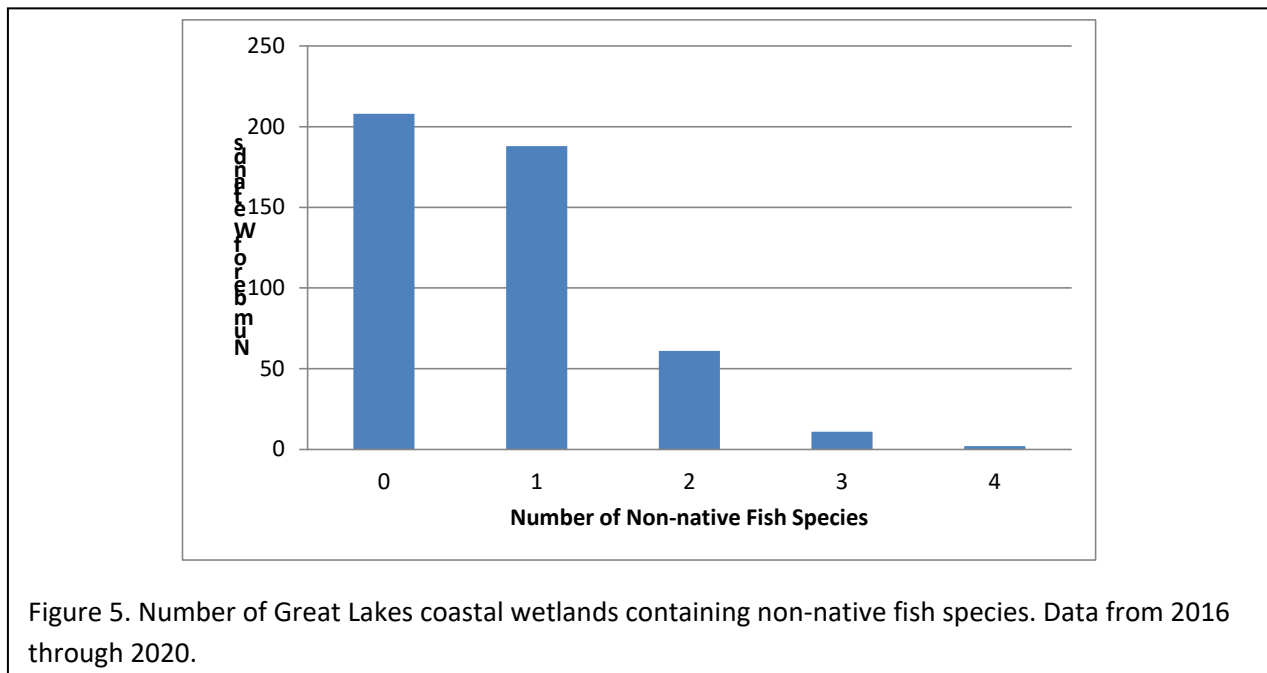 250
200
150
100
50
0
Number of Wetlands
0 1 2 3 4
Number of Non-native Fish Species
Figure 5. Number of Great Lakes coastal wetlands containing non-native fish species. Data from 2016
through 2020.